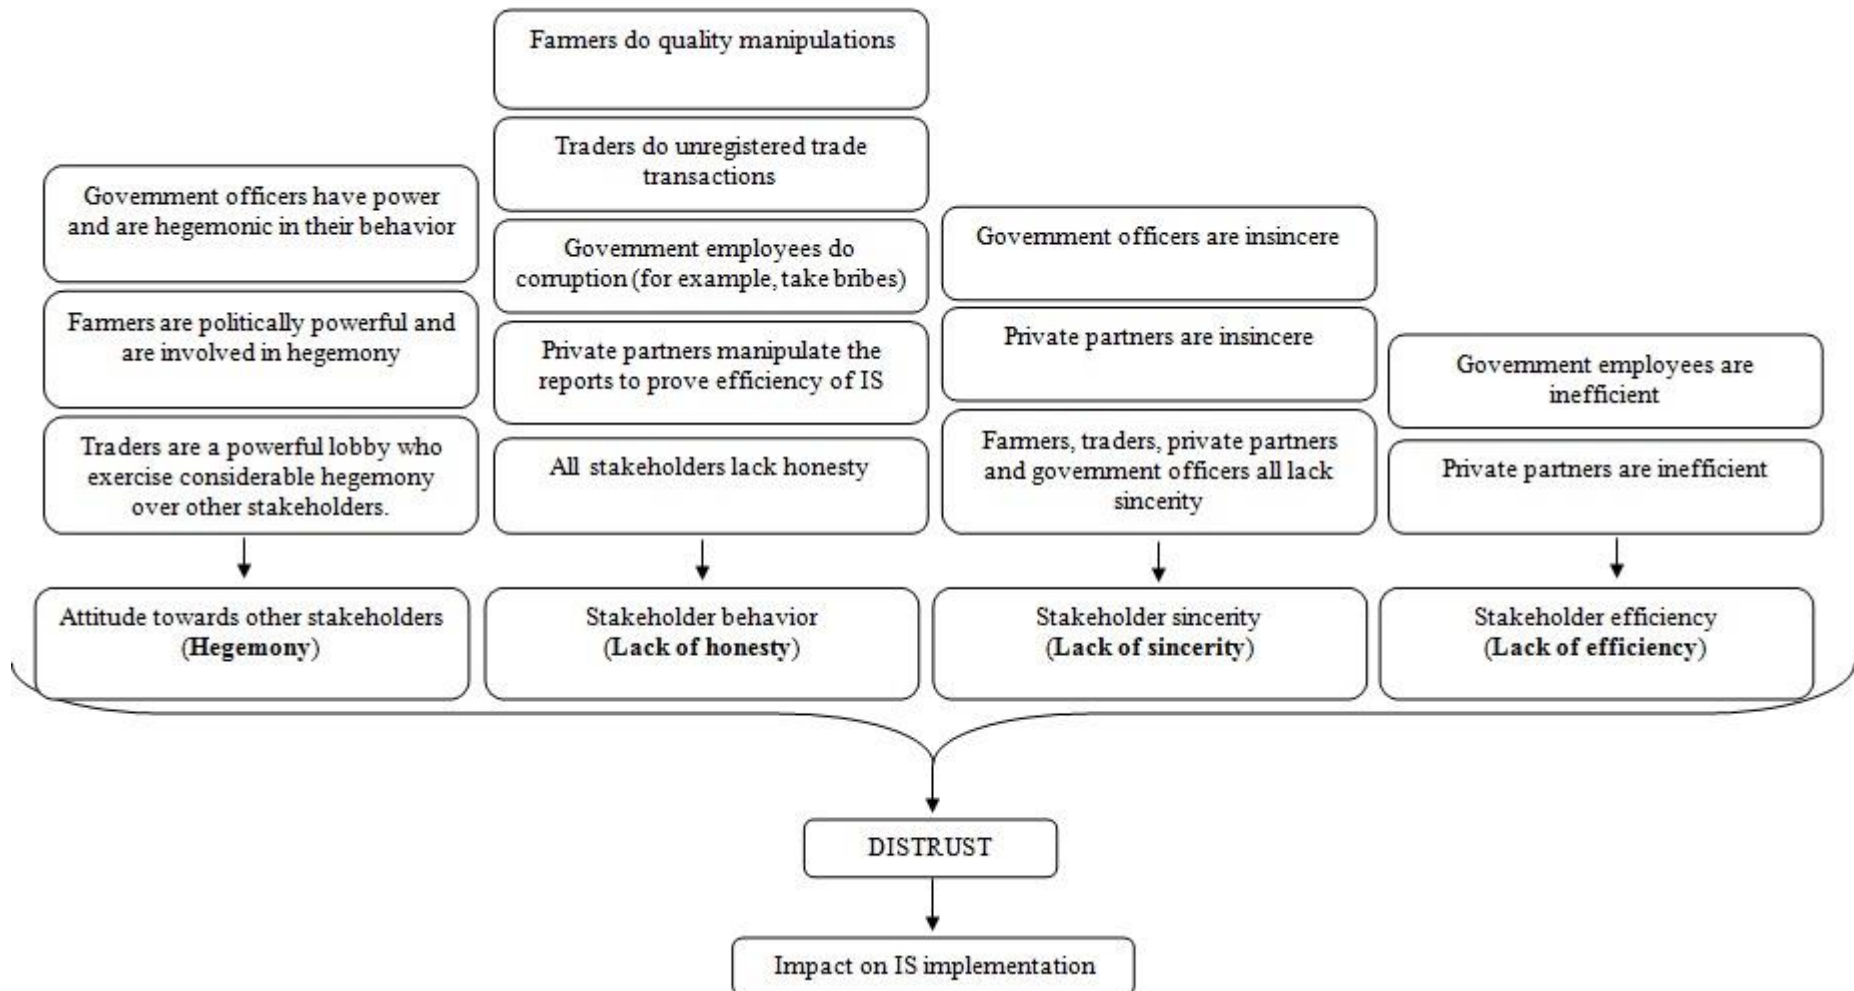 Government officers have power
and are hegemonic in their behavior
Farmers are politically powerful and
are involved in hegemony
Traders are a powerful lobby who
exercise considerable hegemony
over other stakeholders.
Attitude towards other stakeholders
(Hegemony)
Farmers do quality manipulations
Traders do unregistered trade
transactions
Government employees do
corruption (for example, take bribes)
Private partners manipulate the
reports to prove efficiency of IS
All stakeholders lack honesty
Stakeholder behavior
(Lack of honesty)
Government officers are insincere
Private partners are insincere
Farmers, traders, private partners
and government officers all lack
sincerity
Stakeholder sincerity
(Lack of sincerity)
Government employees are
inefficient
Private partners are inefficient
Stakeholder efficiency
(Lack of efficiency)
DISTRUST
Impact on IS implementation